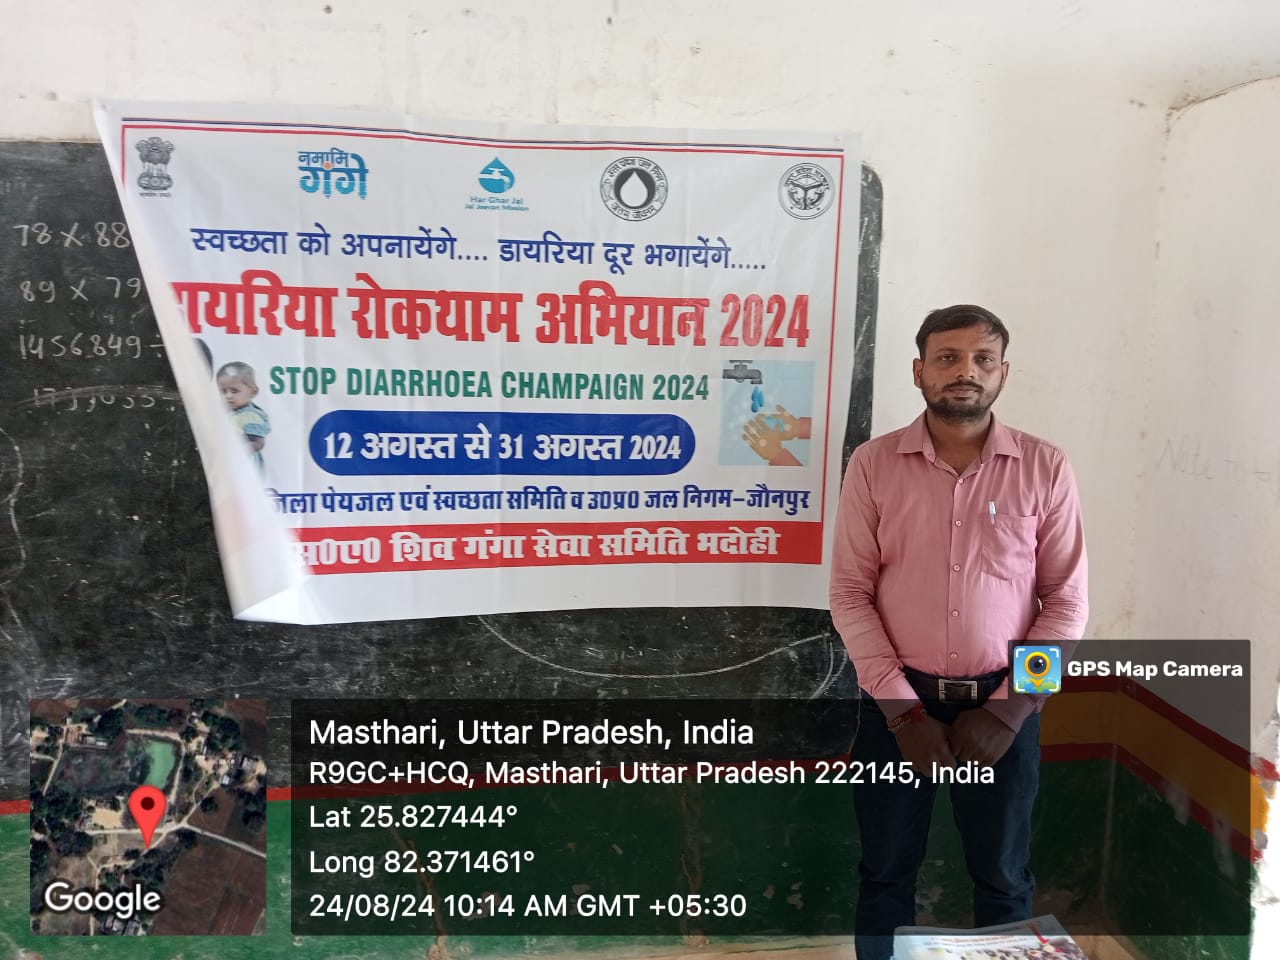 नमामि
गंगे
Har Ghar Jal
Jal Jeevan Mission
स्वच्छता को अपनायेंगे.... डायरिया दूर भगायेंगे.....
डायरिया रोकथाम अभियान 2024
STOP DIARRHOEA CHAMPAIGN 2024
12 अगस्त से 31 अगस्त 2024
जिला पेयजल एवं स्वच्छता समिति व उ0प्र0 जल निगम-जौनपुर
स0ए0 शिव गंगा सेवा समिति भदोही
78 X 88
89 X 79
1456849 ÷
GPS Map Camera
Masthari, Uttar Pradesh, India
R9GC+HCQ, Masthari, Uttar Pradesh 222145, India
Lat 25.827444°
Long 82.371461°
24/08/24 10:14 AM GMT +05:30
Google